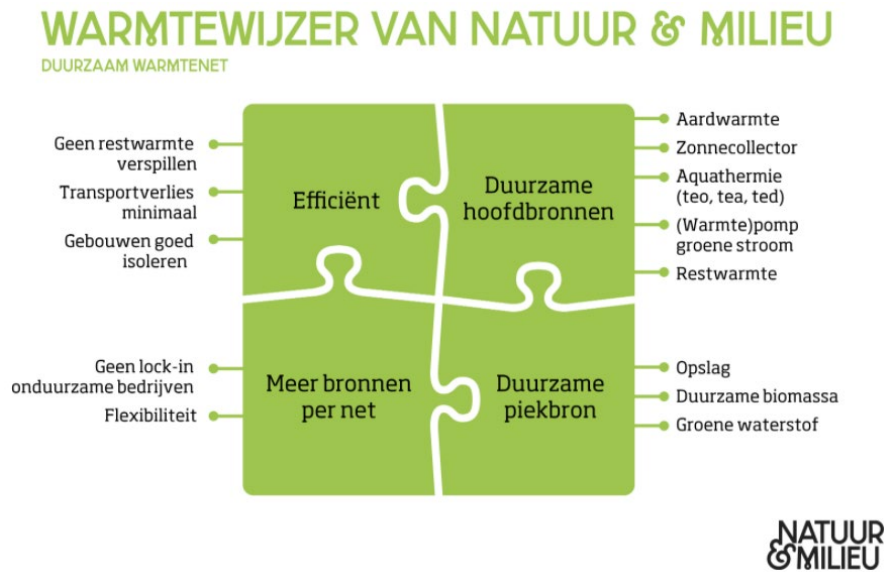 WARMTEWIJZER VAN NATUUR & MILIEU
DUURZAAM WARMTENET
Geen restwarmte
verspillen
Transportverlies
minimaal
Gebouwen goed
isoleren
Efficiënt
Duurzame
hoofdbronnen
Aardwarmte
Zonnecollector
Aquathermie
(teo, tea, ted)
(Warmte)pomp
groene stroom
Restwarmte
Geen lock-in
onduurzame bedrijven
Flexibiliteit
Meer bronnen
per net
Duurzame
piekbron
Opslag
Duurzame biomassa
Groene waterstof
NATUUR
&MILIEU